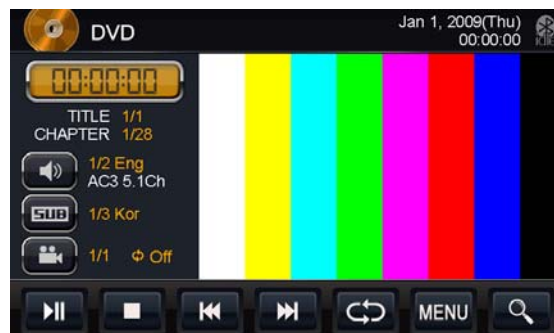 DVD
Jan 1, 2009(Thu)
00:00:00
00:00:00
TITLE 1/1
CHAPTER 1/28
1/2 Eng
AC3 5.1Ch
SUB
1/3 Kor
1/1 Off
MENU